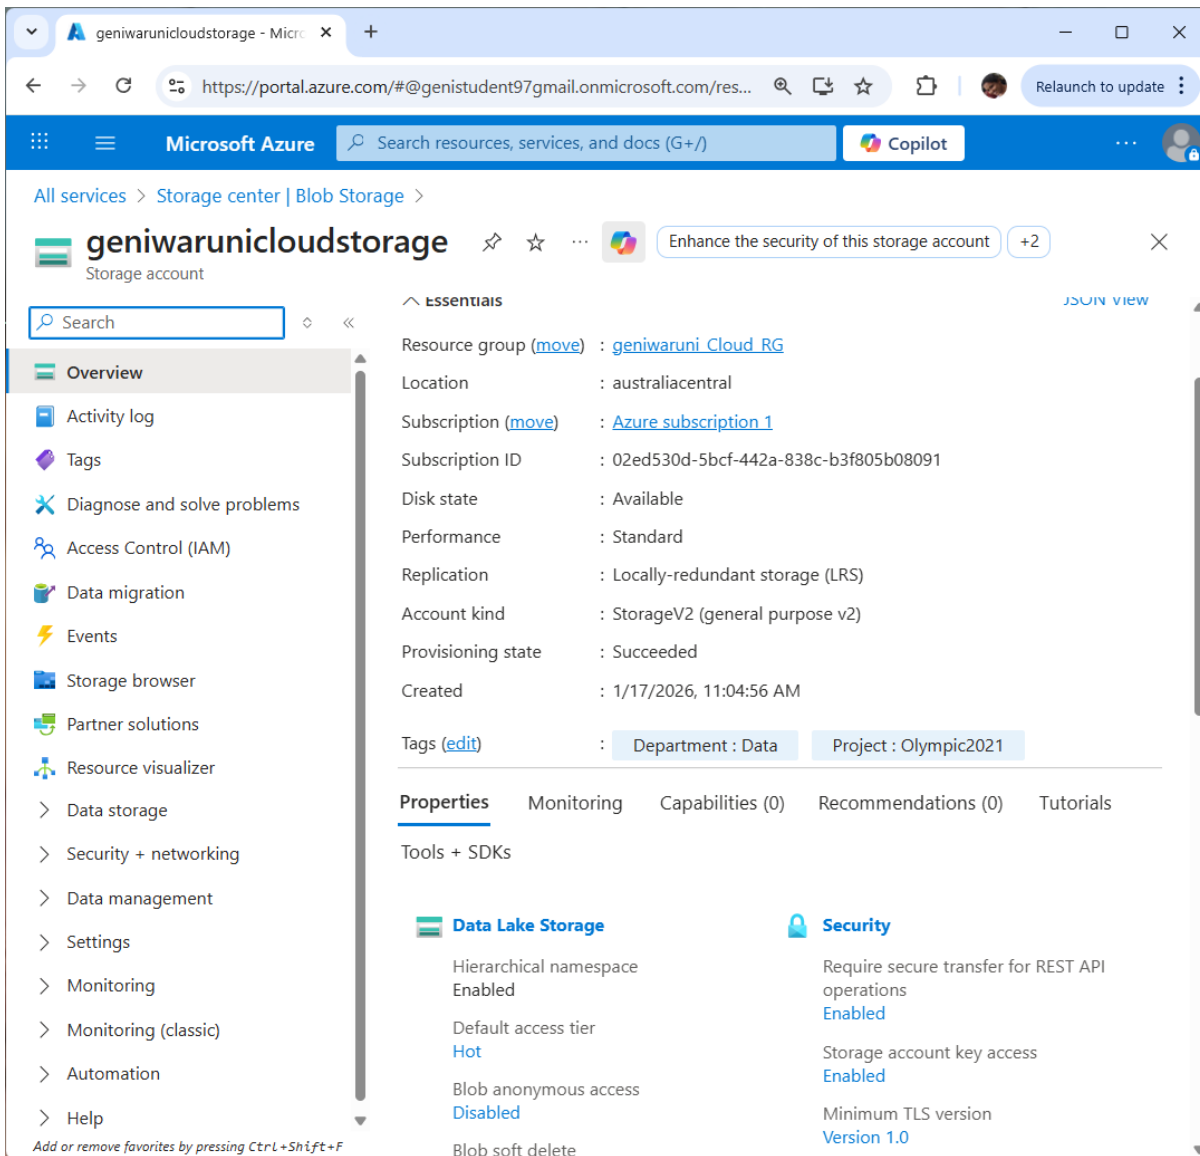 geniwarunicloudstorage - Micro
https://portal.azure.com/#@genistudent97gmail.onmicrosoft.com/res...
Relaunch to update
Microsoft Azure
Search resources, services, and docs (G+/)
Copilot
All services > Storage center | Blob Storage >
geniwarunicloudstorage
Storage account
Enhance the security of this storage account
+2
Search
Overview
Activity log
Tags
Diagnose and solve problems
Access Control (IAM)
Data migration
Events
Storage browser
Partner solutions
Resource visualizer
Data storage
Security + networking
Data management
Settings
Monitoring
Monitoring (classic)
Automation
Help
Add or remove favorites by pressing Ctrl+Shift+F
Essentials
JSON View
Resource group (move) : geniwaruni_Cloud_RG
Location : australiacentral
Subscription (move) : Azure subscription 1
Subscription ID : 02ed530d-5bcf-442a-838c-b3f805b08091
Disk state : Available
Performance : Standard
Replication : Locally-redundant storage (LRS)
Account kind : StorageV2 (general purpose v2)
Provisioning state : Succeeded
Created : 1/17/2026, 11:04:56 AM
Tags (edit) : Department : Data Project : Olympic2021
Properties Monitoring Capabilities (0) Recommendations (0) Tutorials
Tools + SDKs
Data Lake Storage
Hierarchical namespace
Enabled
Default access tier
Hot
Blob anonymous access
Disabled
Blob soft delete
Security
Require secure transfer for REST API
operations
Enabled
Storage account key access
Enabled
Minimum TLS version
Version 1.0